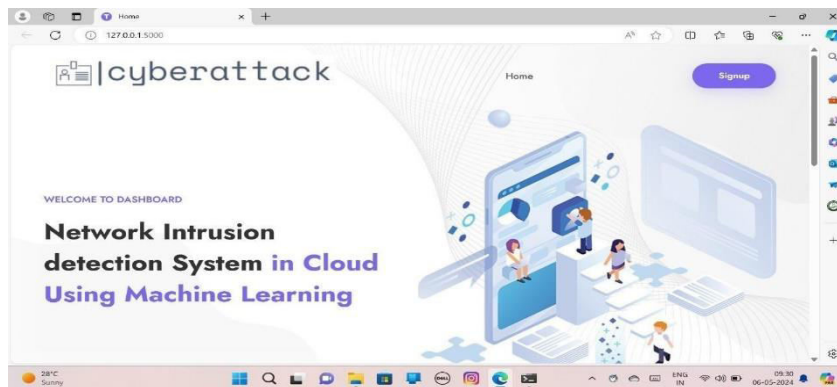 Home
127.0.0.1:5000
cyberattack
Home
Signup
WELCOME TO DASHBOARD
Network Intrusion
detection System in Cloud
Using Machine Learning
28°C
Sunny
DELL
ENG
IN
09:30
06-05-2024